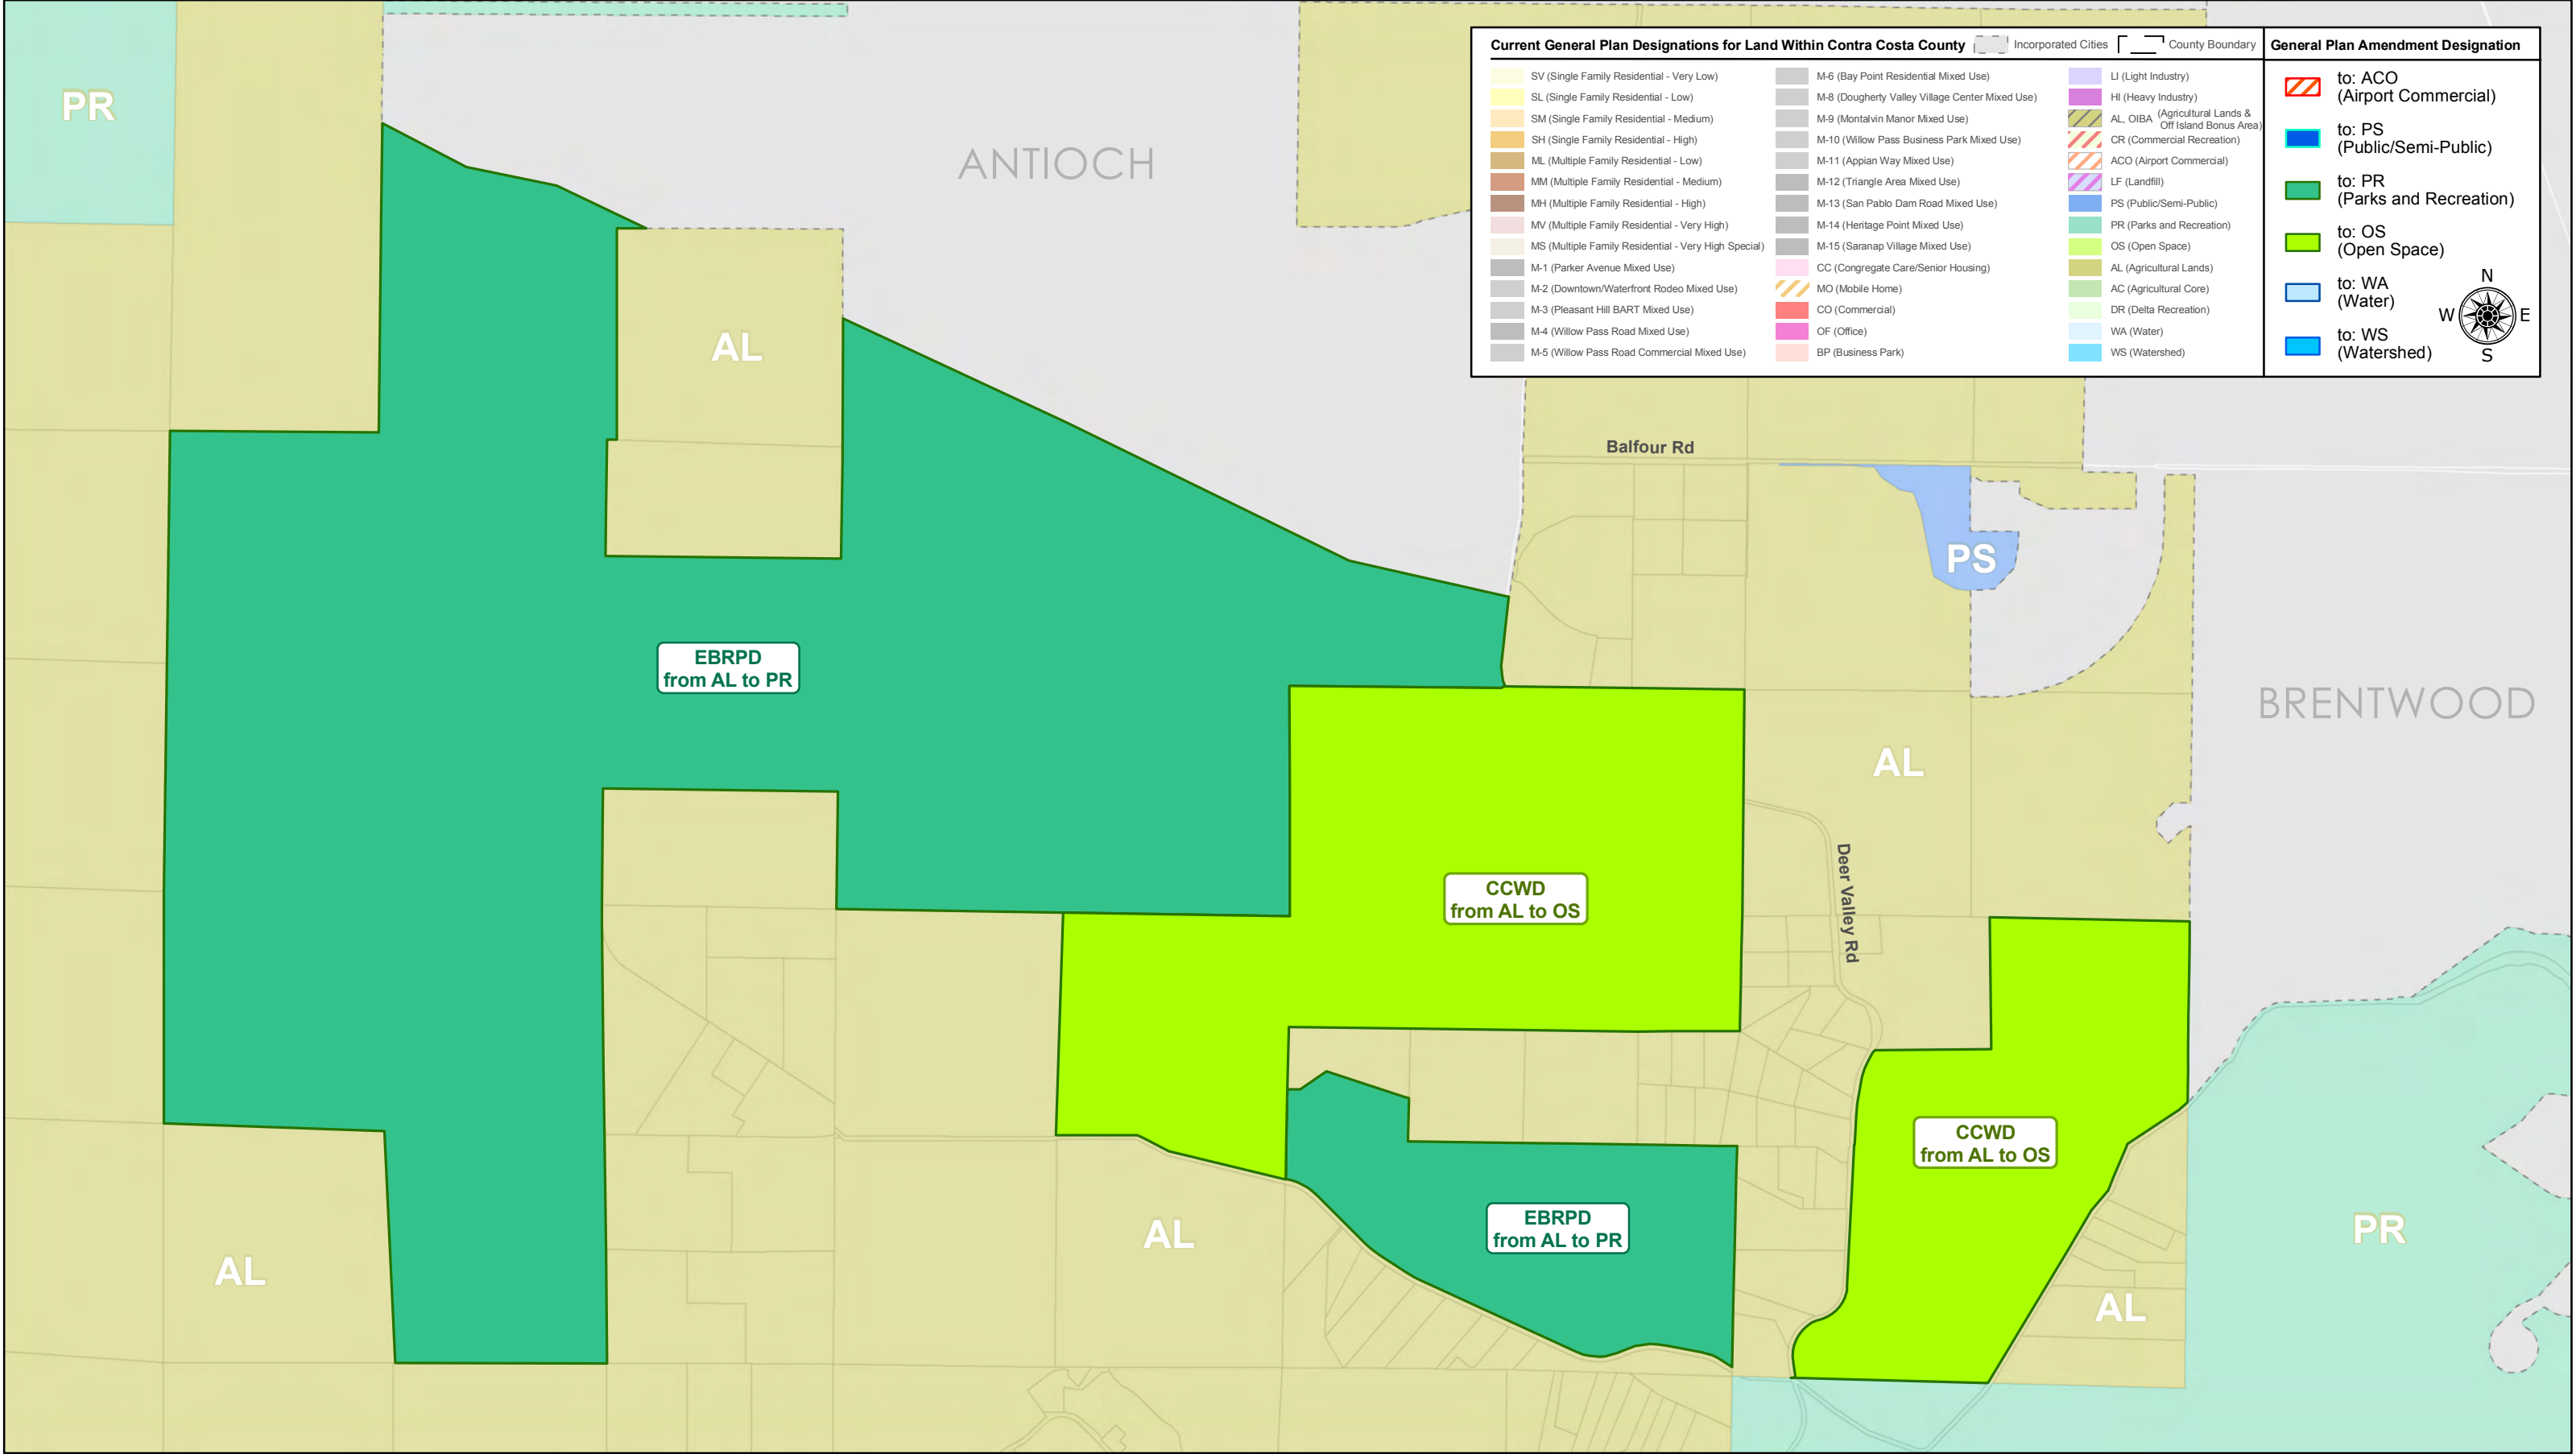 Current General Plan Designations for Land Within Contra Costa County
Incorporated Cities
County Boundary
SV (Single Family Residential - Very Low)
SL (Single Family Residential - Low)
SM (Single Family Residential - Medium)
SH (Single Family Residential - High)
ML (Multiple Family Residential - Low)
MM (Multiple Family Residential - Medium)
MH (Multiple Family Residential - High)
MV (Multiple Family Residential - Very High)
MS (Multiple Family Residential - Very High Special)
M-1 (Parker Avenue Mixed Use)
M-2 (Downtown/Waterfront Rodeo Mixed Use)
M-3 (Pleasant Hill BART Mixed Use)
M-4 (Willow Pass Road Mixed Use)
M-5 (Willow Pass Road Commercial Mixed Use)
M-6 (Bay Point Residential Mixed Use)
M-8 (Dougherty Valley Village Center Mixed Use)
M-9 (Montalvin Manor Mixed Use)
M-10 (Willow Pass Business Park Mixed Use)
M-11 (Appian Way Mixed Use)
M-12 (Triangle Area Mixed Use)
M-13 (San Pablo Dam Road Mixed Use)
M-14 (Heritage Point Mixed Use)
M-15 (Saranap Village Mixed Use)
CC (Congregate Care/Senior Housing)
MO (Mobile Home)
CO (Commercial)
OF (Office)
BP (Business Park)
LI (Light Industry)
HI (Heavy Industry)
AL, OIBA (Agricultural Lands &
Off Island Bonus Area)
CR (Commercial Recreation)
ACO (Airport Commercial)
LF (Landfill)
PS (Public/Semi-Public)
PR (Parks and Recreation)
OS (Open Space)
AL (Agricultural Lands)
AC (Agricultural Core)
DR (Delta Recreation)
WA (Water)
WS (Watershed)
General Plan Amendment Designation
to: ACO
(Airport Commercial)
to: PS
(Public/Semi-Public)
to: PR
(Parks and Recreation)
to: OS
(Open Space)
to: WA
(Water)
to: WS
(Watershed)
N
W
E
S
PR
ANTIOCH
AL
Balfour Rd
PS
EBRPD
from AL to PR
BRENTWOOD
AL
Deer Valley Rd
CCWD
from AL to OS
CCWD
from AL to OS
EBRPD
from AL to PR
AL
AL
PR
AL